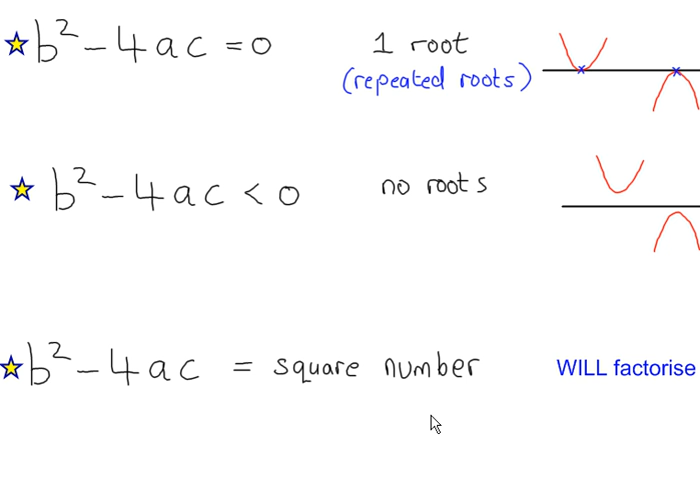 b² - 4ac = 0 1 root
(repeated roots)
b² - 4ac < 0 no roots
b² - 4ac = square number WILL factorise